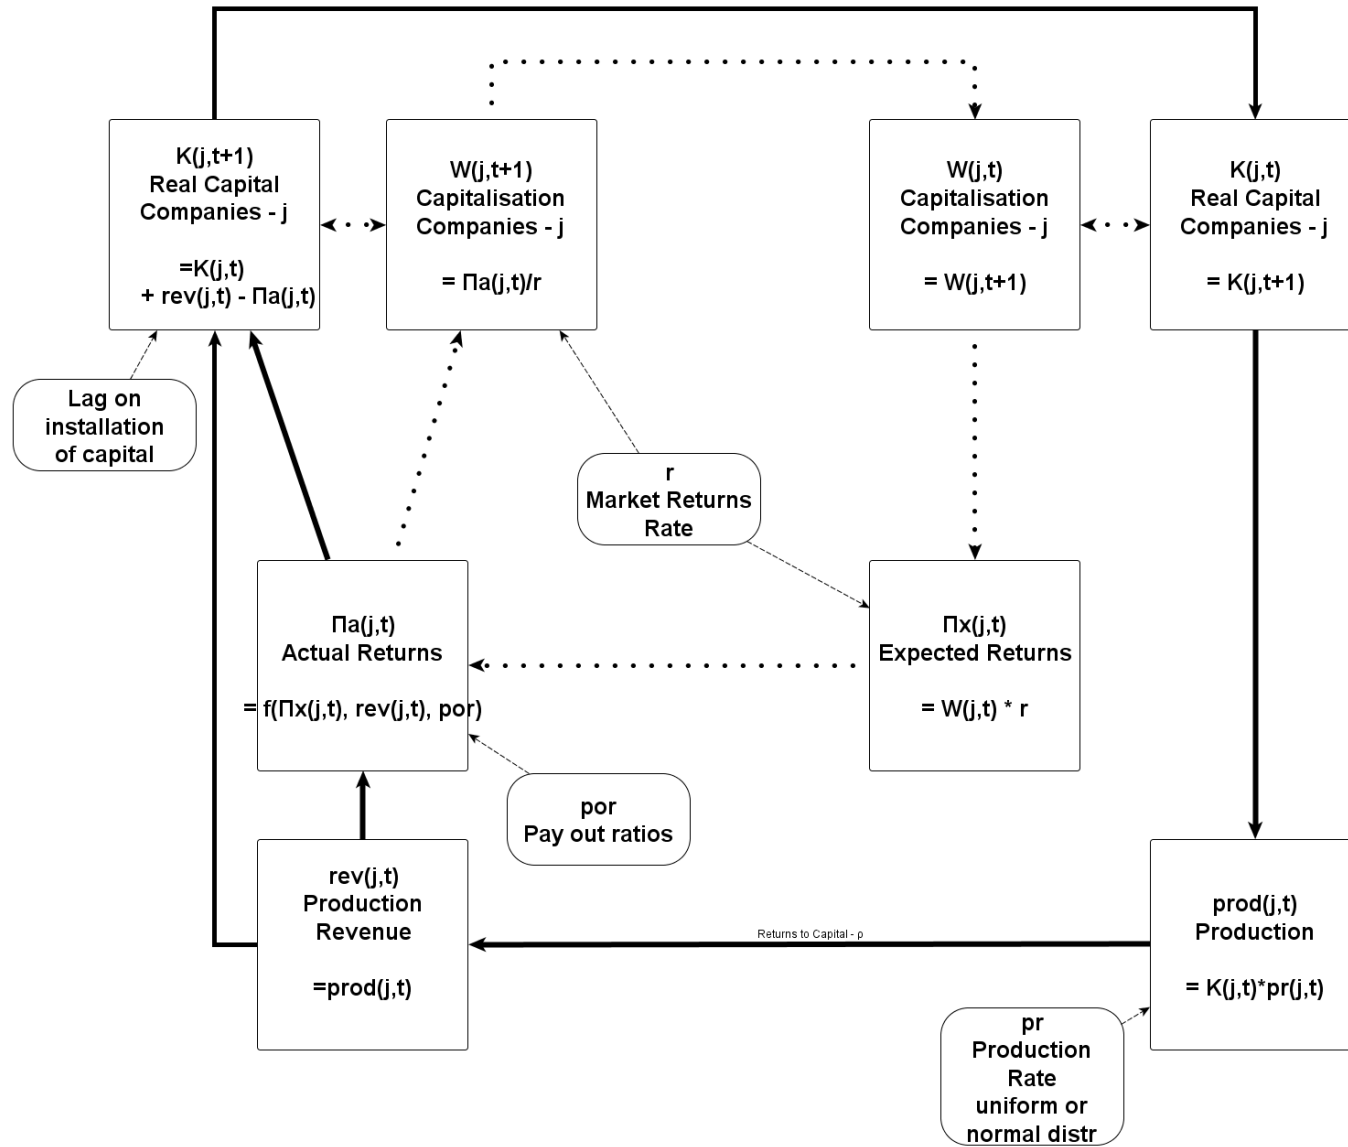 K(j,t+1)
Real Capital
Companies - j
=K(j,t)
+ rev(j,t) - Πa(j,t)
W(j,t+1)
Capitalisation
Companies - j
= Πa(j,t)/r
W(j,t)
Capitalisation
Companies - j
= W(j,t+1)
K(j,t)
Real Capital
Companies - j
= K(j,t+1)
Lag on
installation
of capital
r
Market Returns
Rate
Πa(j,t)
Actual Returns
= f(Πx(j,t), rev(j,t), por)
Πx(j,t)
Expected Returns
= W(j,t) * r
por
Pay out ratios
rev(j,t)
Production
Revenue
=prod(j,t)
Returns to Capital - ρ
prod(j,t)
Production
= K(j,t)*pr(j,t)
pr
Production
Rate
uniform or
normal distr